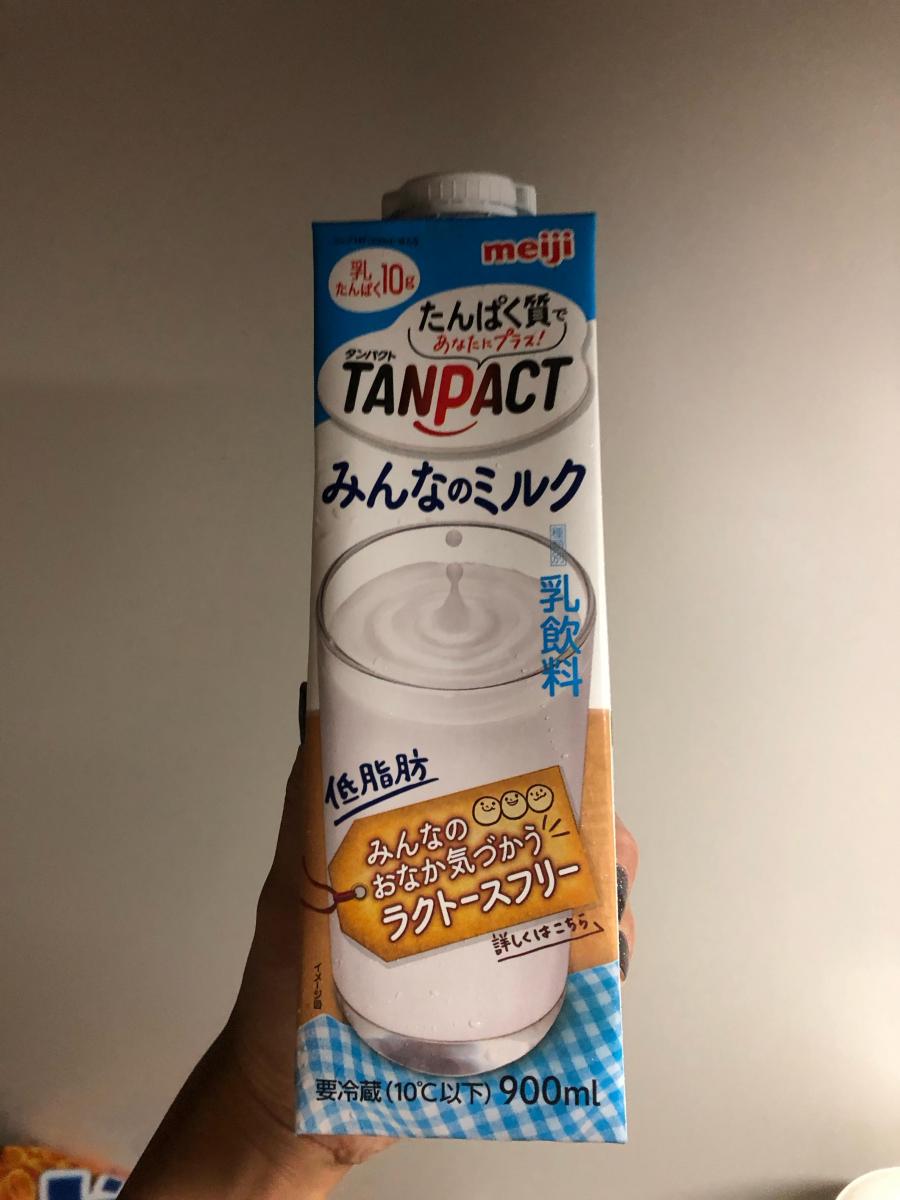 meiji
乳
たんぱく10g
たんぱく質で
あなたにプラス!
タンパクト
TANPACT
みんなのミルク
種類別
乳飲料
低脂肪
みんなの
おなか気づかう
ラクトースフリー
詳しくはこちら
イメージ図
要冷蔵(10℃以下) 900ml